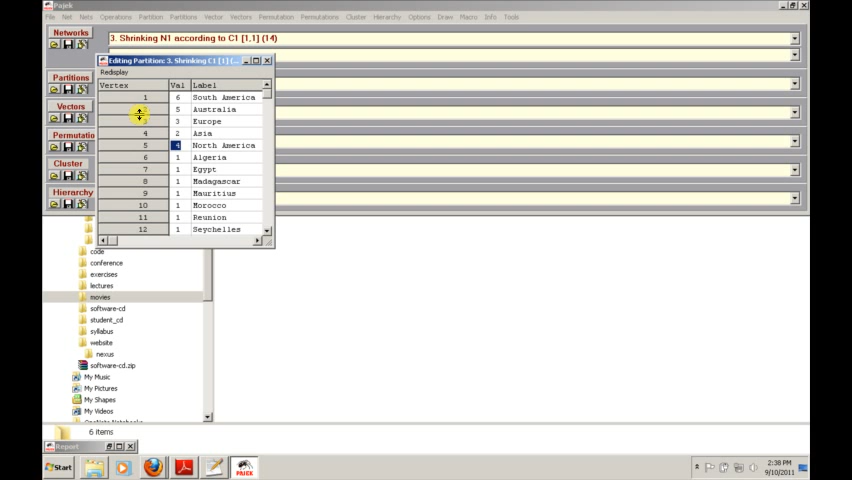 Pajek
File Net Nets Operations Partition Partitions Vector Vectors Permutation Permutations Cluster Hierarchy Options Draw Macro Info Tools
Networks
3. Shrinking N1 according to C1 [1,1] (14)
Editing Partition: 3. Shrinking C1 [1] (...
Redisplay
Partitions
Vertex Val Label
1 6 South America
Vectors
5 Australia
3 Europe
4 2 Asia
Permutatio
5 4 North America
6 1 Algeria
Cluster
7 1 Egypt
8 1 Madagascar
Hierarchy
9 1 Mauritius
10 1 Morocco
11 1 Reunion
12 1 Seychelles
code
conference
exercises
lectures
movies
software-cd
student_cd
syllabus
website
nexus
software-cd.zip
My Music
My Pictures
My Shapes
My Videos
OneNote Notebooks
6 items
Report
Start
PAJEK
2:38 PM
9/10/2011